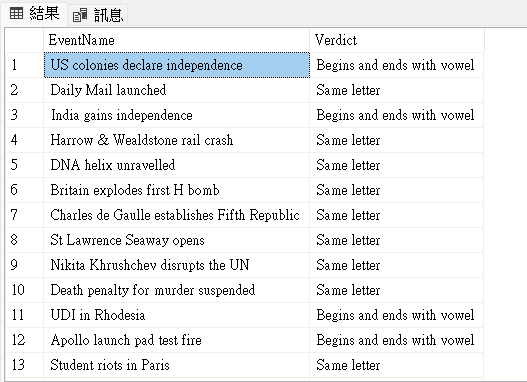 結果 訊息
EventName Verdict
1 US colonies declare independence Begins and ends with vowel
2 Daily Mail launched Same letter
3 India gains independence Begins and ends with vowel
4 Harrow & Wealdstone rail crash Same letter
5 DNA helix unravelled Same letter
6 Britain explodes first H bomb Same letter
7 Charles de Gaulle establishes Fifth Republic Same letter
8 St Lawrence Seaway opens Same letter
9 Nikita Khrushchev disrupts the UN Same letter
10 Death penalty for murder suspended Same letter
11 UDI in Rhodesia Begins and ends with vowel
12 Apollo launch pad test fire Begins and ends with vowel
13 Student riots in Paris Same letter